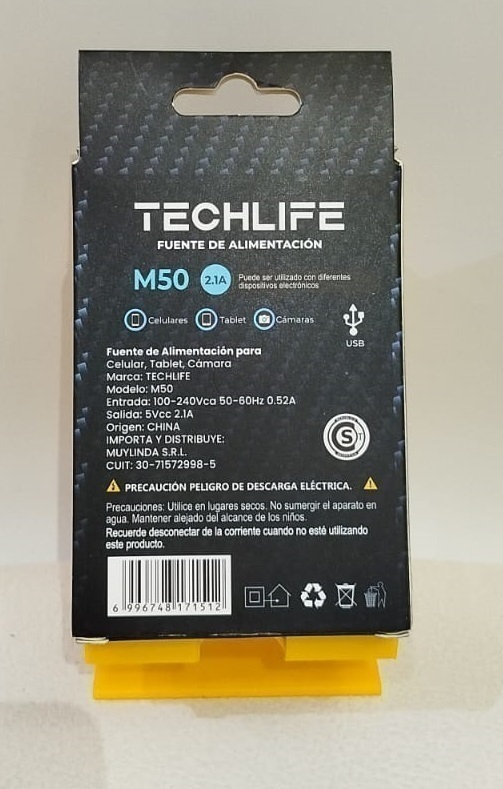 TECHLIFE
FUENTE DE ALIMENTACIÓN
M50 2.1A Puede ser utilizado con diferentes
dispositivos electrónicos
Celulares Tablet Cámaras
USB
Fuente de Alimentación para
Celular, Tablet, Cámara
Marca: TECHLIFE
Modelo: M50
Entrada: 100-240Vca 50-60Hz 0.52A
Salida: 5Vcc 2.1A
Origen: CHINA
IMPORTA Y DISTRIBUYE:
MUYLINDA S.R.L.
CUIT: 30-71572998-5
S
PRECAUCIÓN PELIGRO DE DESCARGA ELÉCTRICA.
Precauciones: Utilice en lugares secos. No sumergir el aparato en
agua. Mantener alejado del alcance de los niños.
Recuerde desconectar de la corriente cuando no esté utilizando
este producto.
6 996748 171512